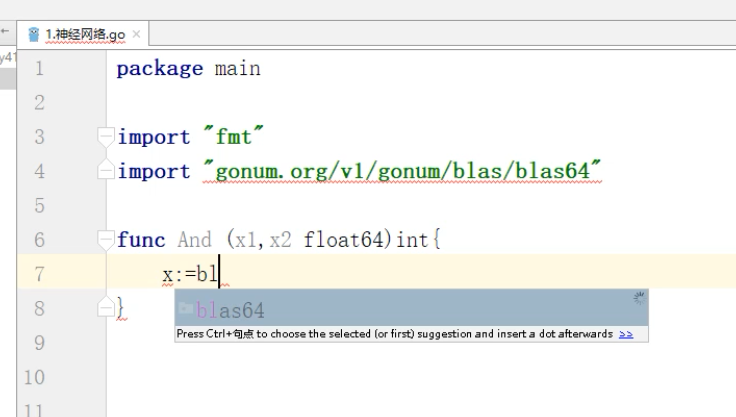 y41
1.神经网络.go
1 package main
2
3 import "fmt"
4 import "gonum.org/v1/gonum/blas/blas64"
5
6 func And (x1,x2 float64)int{
7 x:=bl
8 }
blas64
Press Ctrl+句点 to choose the selected (or first) suggestion and insert a dot afterwards >>
9
10
11